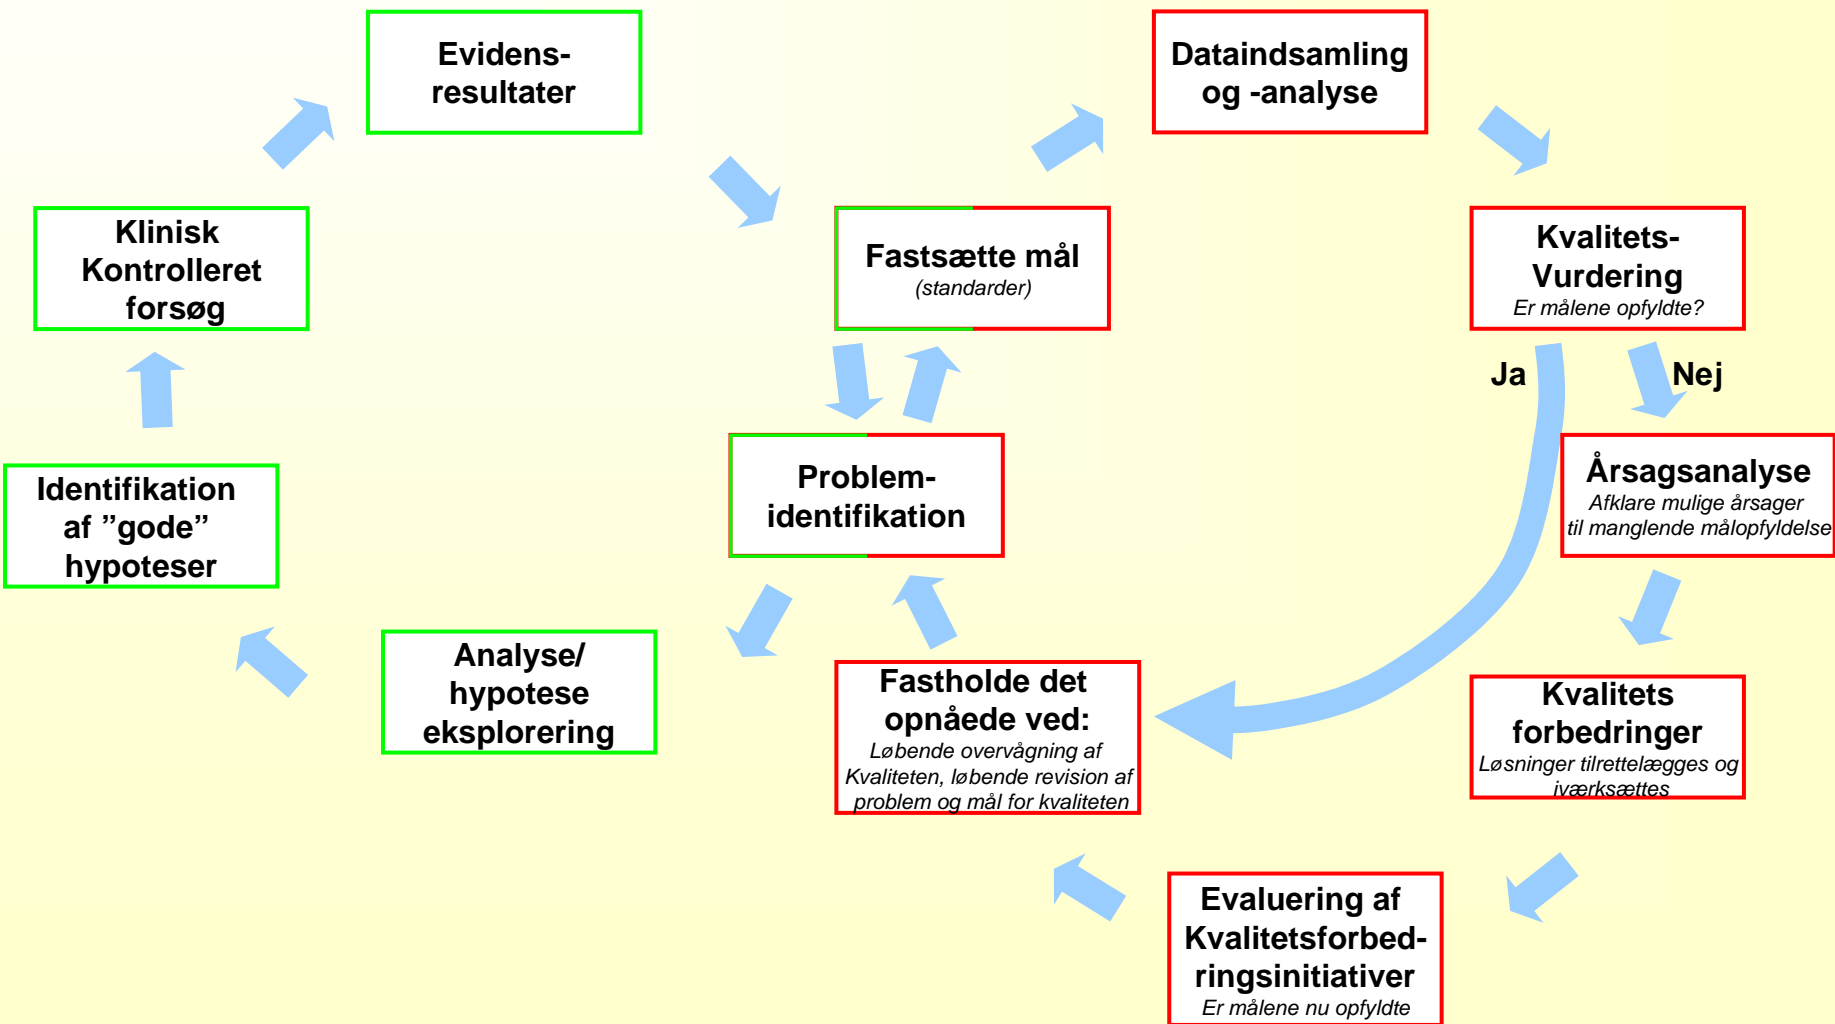 Evidens-
resultater
Dataindsamling
og -analyse
Klinisk
Kontrolleret
forsøg
Fastsætte mål
(standarder)
Kvalitets-
Vurdering
Er målene opfyldte?
Ja
Nej
Identifikation
af ”gode”
hypoteser
Problem-
identifikation
Årsagsanalyse
Afklare mulige årsager
til manglende målopfyldelse
Analyse/
hypotese
eksplorering
Fastholde det
opnåede ved:
Løbende overvågning af
Kvaliteten, løbende revision af
problem og mål for kvaliteten
Kvalitets
forbedringer
Løsninger tilrettelægges og
iværksættes
Evaluering af
Kvalitetsforbed-
ringsinitiativer
Er målene nu opfyldte